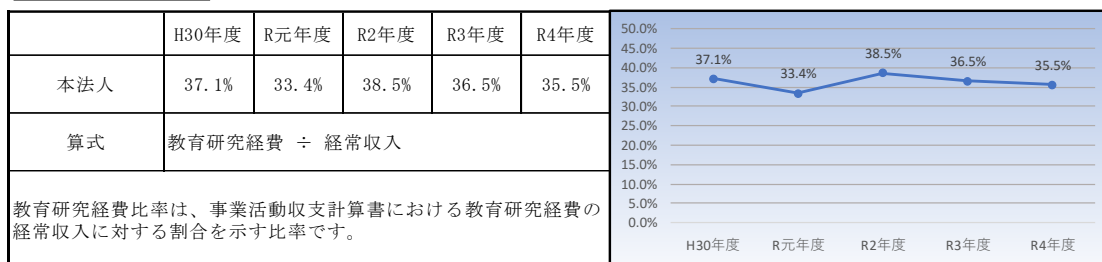 H30年度 R元年度 R2年度 R3年度 R4年度
本法人 37.1% 33.4% 38.5% 36.5% 35.5%
算式 教育研究経費 ÷ 経常収入
教育研究経費比率は、事業活動収支計算書における教育研究経費の
経常収入に対する割合を示す比率です。
50.0%
45.0%
40.0%
35.0%
30.0%
25.0%
20.0%
15.0%
10.0%
5.0%
0.0%
37.1% 33.4% 38.5% 36.5% 35.5%
H30年度 R元年度 R2年度 R3年度 R4年度